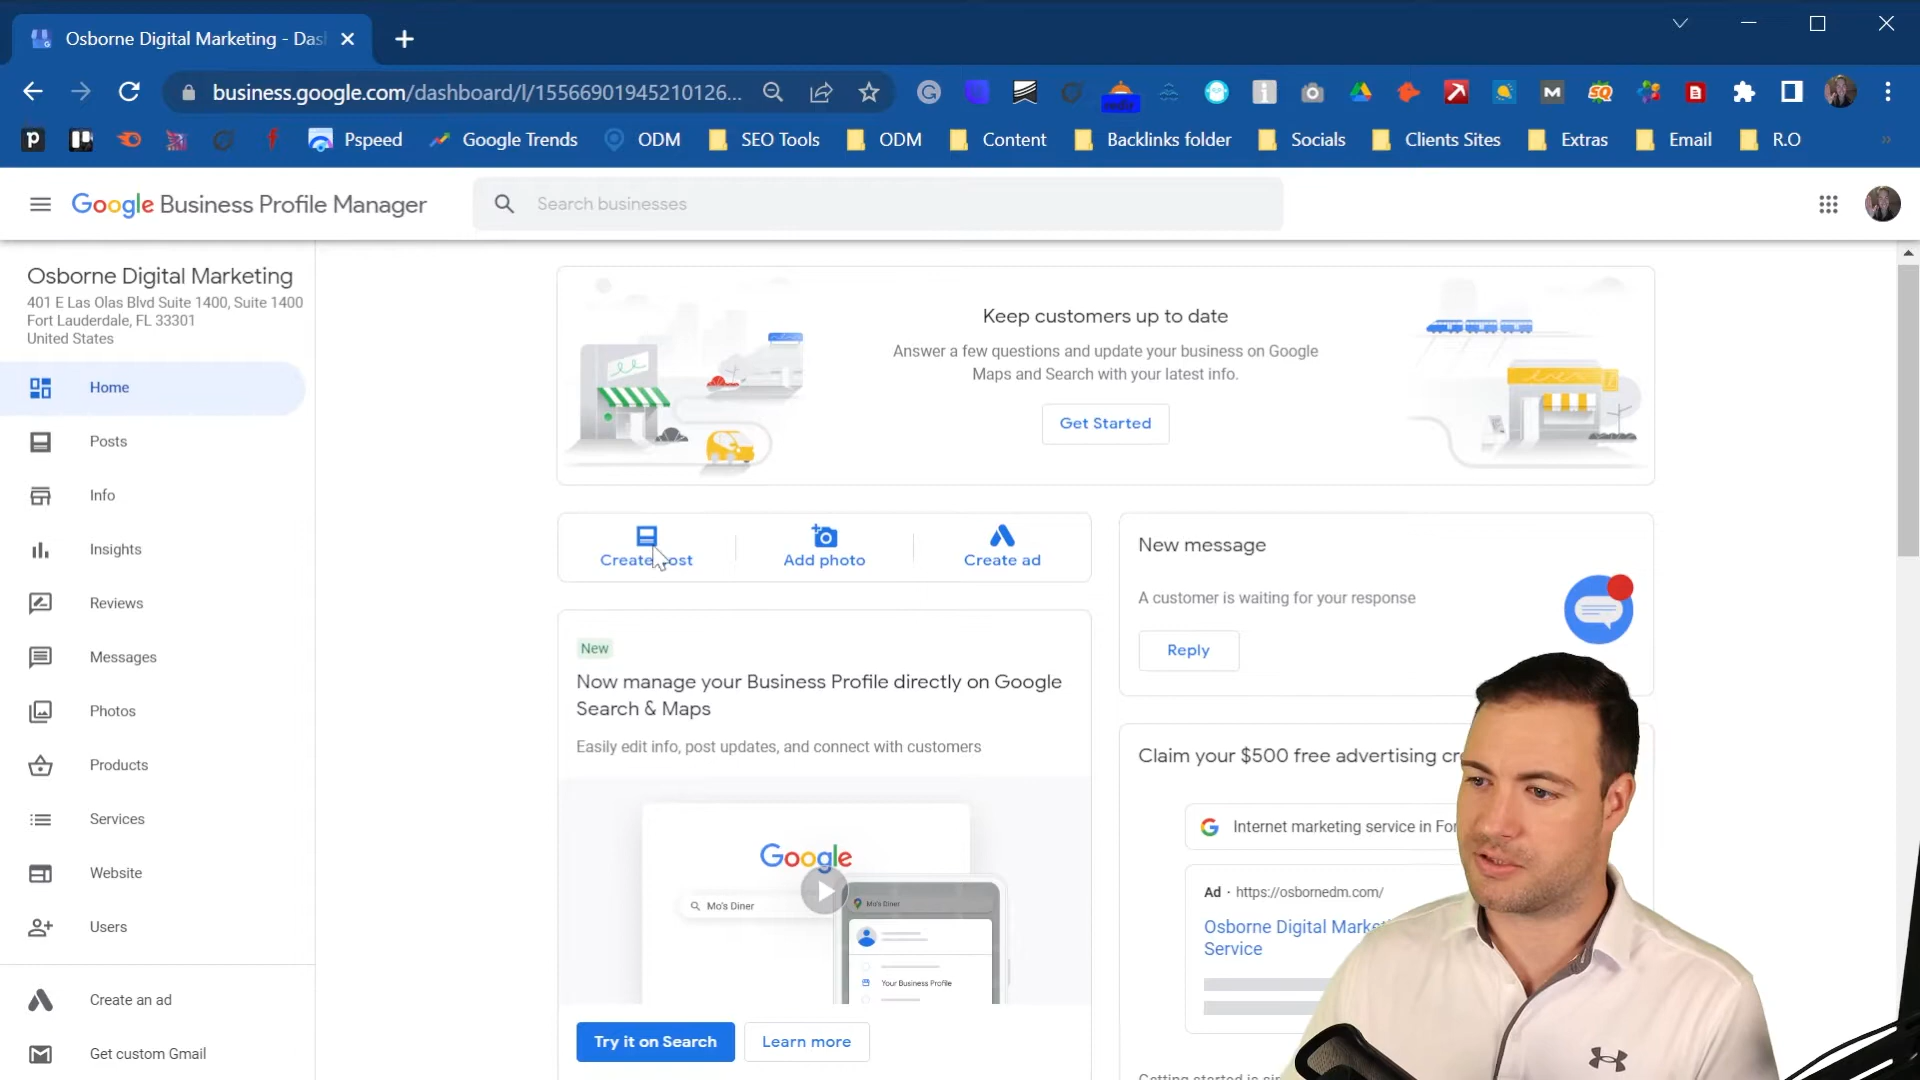 Osborne Digital Marketing - Das
business.google.com/dashboard/l/15566901945210126...
Pspeed
Google Trends
ODM
SEO Tools
ODM
Content
Backlinks folder
Socials
Clients Sites
Extras
Email
R.O
Google Business Profile Manager
Search businesses
Osborne Digital Marketing
401 E Las Olas Blvd Suite 1400, Suite 1400
Fort Lauderdale, FL 33301
United States
Home
Posts
Info
Insights
Reviews
Messages
Photos
Products
Services
Website
Users
Create an ad
Get custom Gmail
Keep customers up to date
Answer a few questions and update your business on Google
Maps and Search with your latest info.
Get Started
Create post
Add photo
Create ad
New
Now manage your Business Profile directly on Google
Search & Maps
Easily edit info, post updates, and connect with customers
Google
Mo's Diner
Mo's Diner
Your Business Profile
Try it on Search
Learn more
New message
A customer is waiting for your response
Reply
Claim your $500 free advertising cr
Internet marketing service in For
Ad · https://osbornedm.com/
Osborne Digital Marke
Service